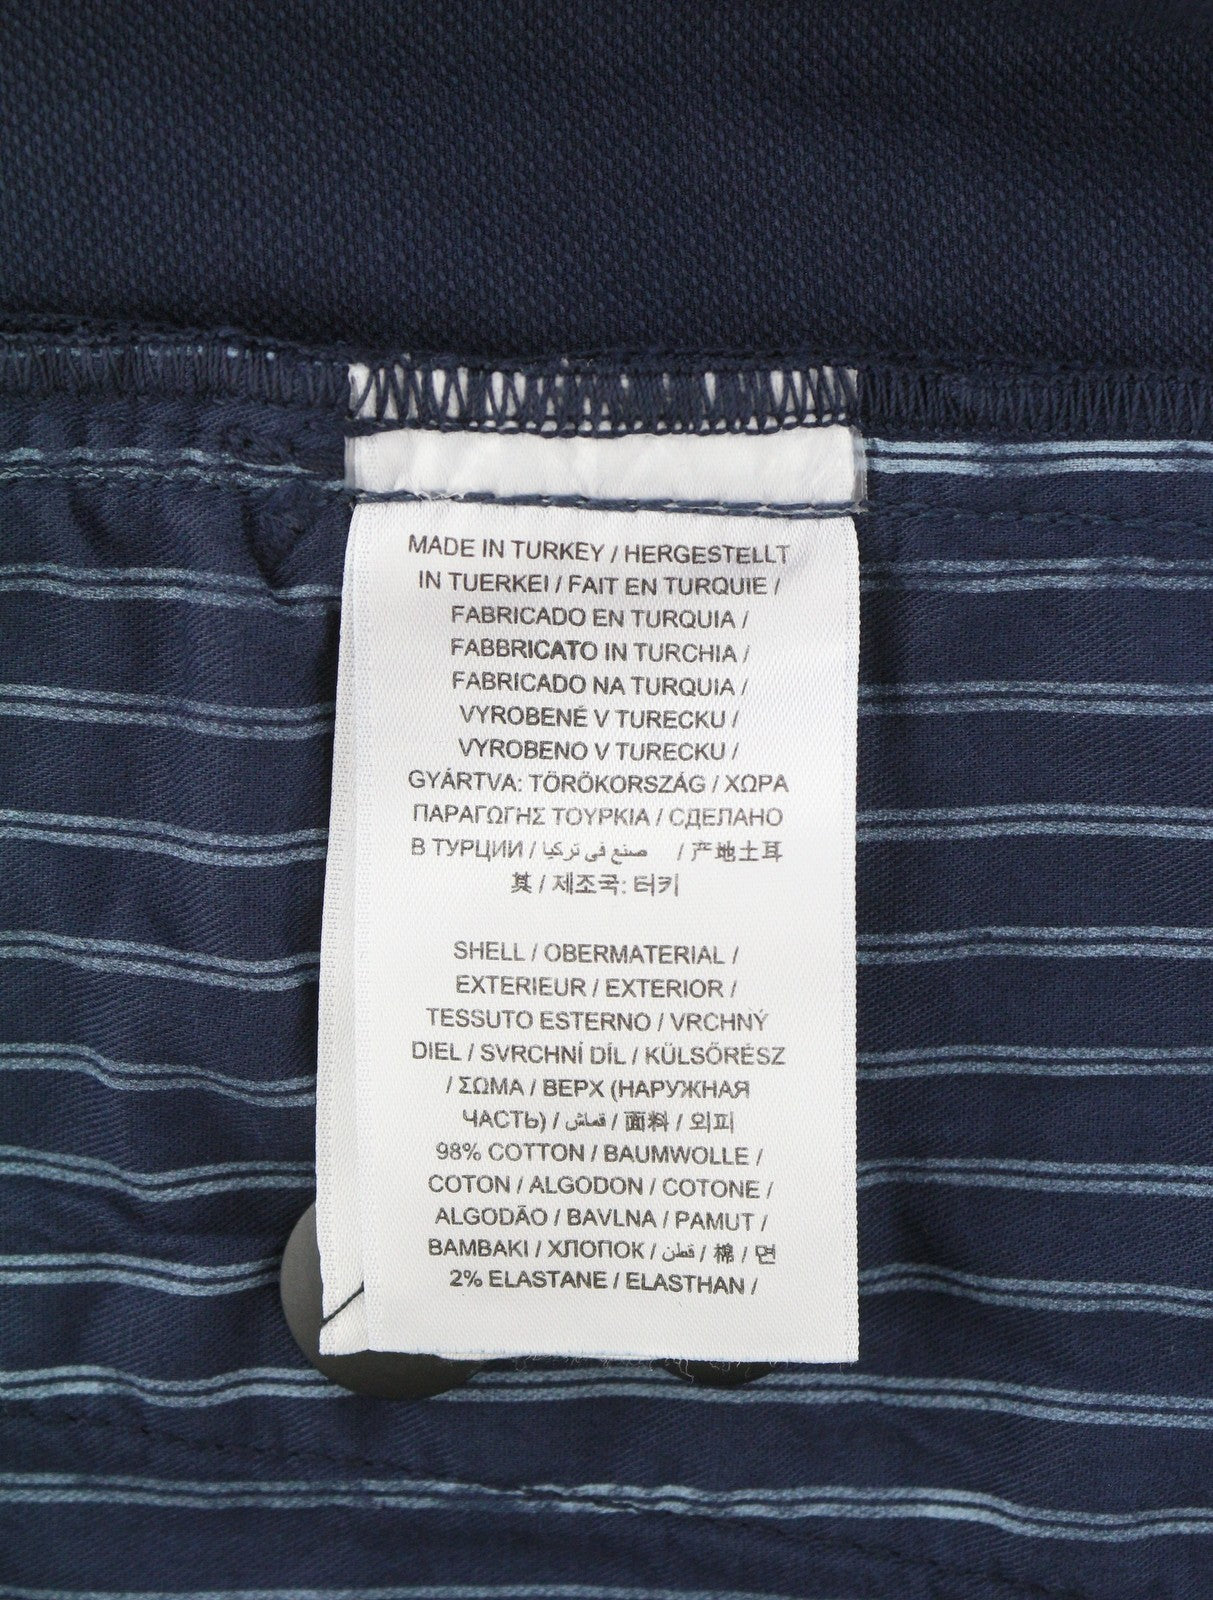 MADE IN TURKEY / HERGESTELLT
IN TUERKEI / FAIT EN TURQUIE /
FABRICADO EN TURQUIA /
FABBRICATO IN TURCHIA /
FABRICADO NA TURQUIA /
VYROBENÉ V TURECKU /
VYROBENO V TURECKU /
GYÁRTVA: TÖRÖKORSZÁG / ΧΩΡΑ
ΠΑΡΑΓΩΓΗΣ ΤΟΥΡΚΙΑ / СДЕЛАНО
В ТУРЦИИ / صنع في تركيا / 产地土耳
其 / 제조국: 터키
SHELL / OBERMATERIAL /
EXTERIEUR / EXTERIOR /
TESSUTO ESTERNO / VRCHNÝ
DIEL / SVRCHNÍ DÍL / KÜLSŐRÉSZ
/ ΣΩΜΑ / ВЕРХ (НАРУЖНАЯ
ЧАСТЬ) / قماش / 面料 / 외피
98% COTTON / BAUMWOLLE /
COTON / ALGODON / COTONE /
ALGODÃO / BAVLNA / PAMUT /
ΒΑΜΒΑΚΙ / ХЛОПОК / قطن / 棉 / 면
2% ELASTANE / ELASTHAN /